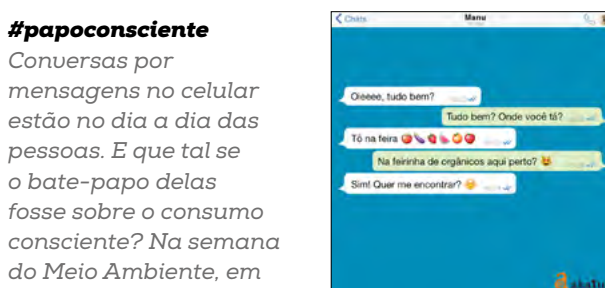 #papoconsciente
Conversas por
mensagens no celular
estão no dia a dia das
pessoas. E que tal se
o bate-papo delas
fosse sobre o consumo
consciente? Na semana
do Meio Ambiente, em
Chats
Manu
Oieeee, tudo bem?
Tudo bem? Onde você tá?
Tô na feira
Na feirinha de orgânicos aqui perto?
Sim! Quer me encontrar?